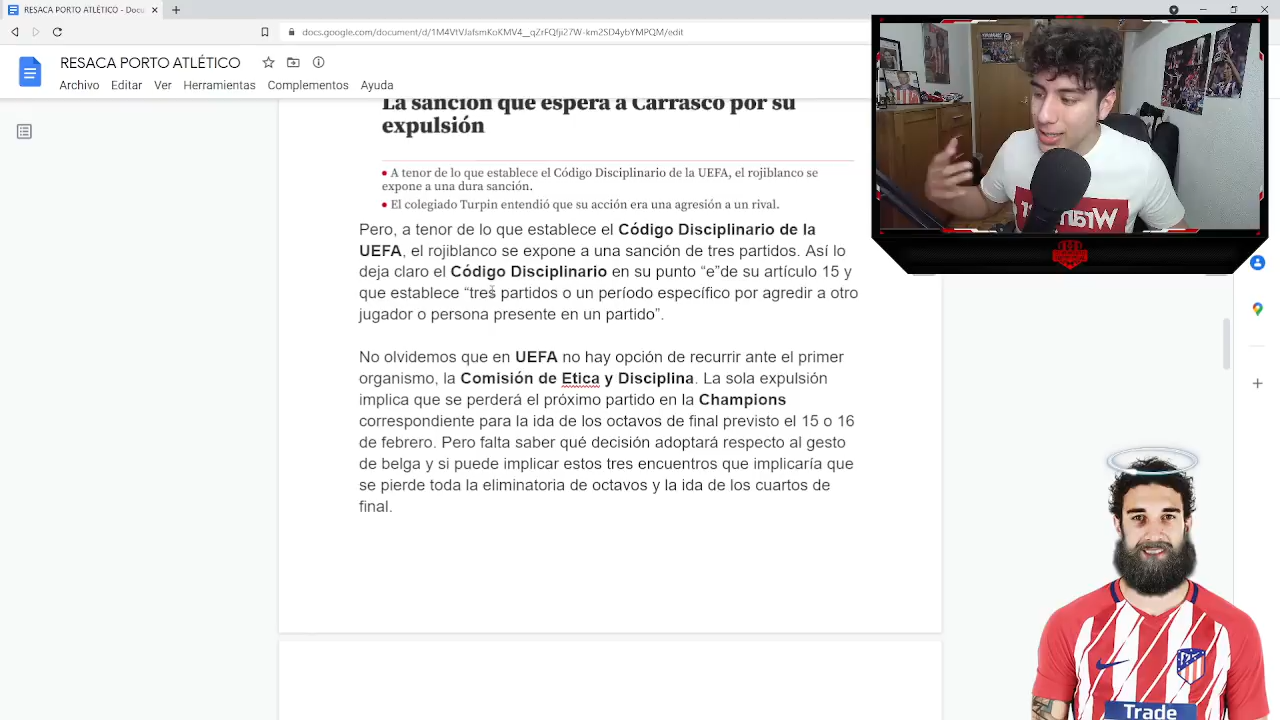 RESACA PORTO ATLÉTICO - Docu
docs.google.com/document/d/1M4VtVJafsmKoKMV4__qZrFQfji27W-km2SD4ybYMPQM/edit
RESACA PORTO ATLÉTICO
Archivo Editar Ver Herramientas Complementos Ayuda
La sanción que espera a Carrasco por su
expulsión
A tenor de lo que establece el Código Disciplinario de la UEFA, el rojiblanco se
expone a una dura sanción.
El colegiado Turpin entendió que su acción era una agresión a un rival.
Pero, a tenor de lo que establece el Código Disciplinario de la
UEFA, el rojiblanco se expone a una sanción de tres partidos. Así lo
deja claro el Código Disciplinario en su punto “e”de su artículo 15 y
que establece “tres partidos o un período específico por agredir a otro
jugador o persona presente en un partido”.
No olvidemos que en UEFA no hay opción de recurrir ante el primer
organismo, la Comisión de Etica y Disciplina. La sola expulsión
implica que se perderá el próximo partido en la Champions
correspondiente para la ida de los octavos de final previsto el 15 o 16
de febrero. Pero falta saber qué decisión adoptará respecto al gesto
de belga y si puede implicar estos tres encuentros que implicaría que
se pierde toda la eliminatoria de octavos y la ida de los cuartos de
final.
Trade